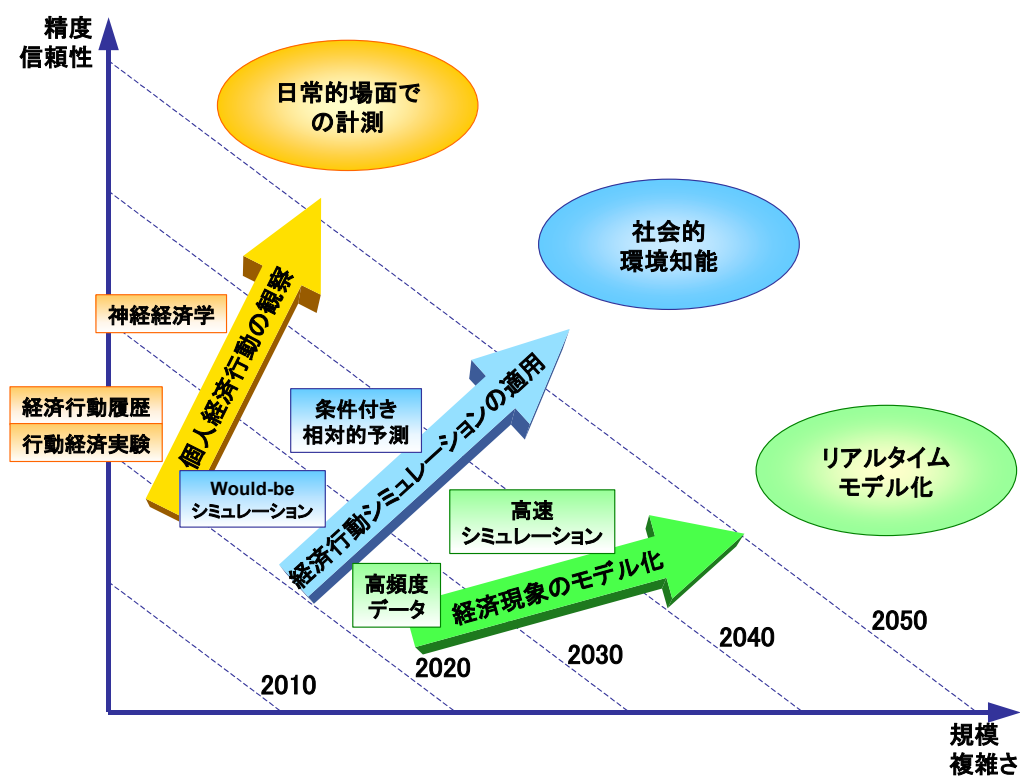 精度
信頼性
日常的場面で
の計測
社会的
環境知能
神経経済学
個人経済行動の観察
経済行動履歴
行動経済実験
条件付き
相対的予測
経済行動シミュレーションの適用
リアルタイム
モデル化
Would-be
シミュレーション
高速
シミュレーション
高頻度
データ
経済現象のモデル化
2010
2020
2030
2040
2050
規模
複雑さ